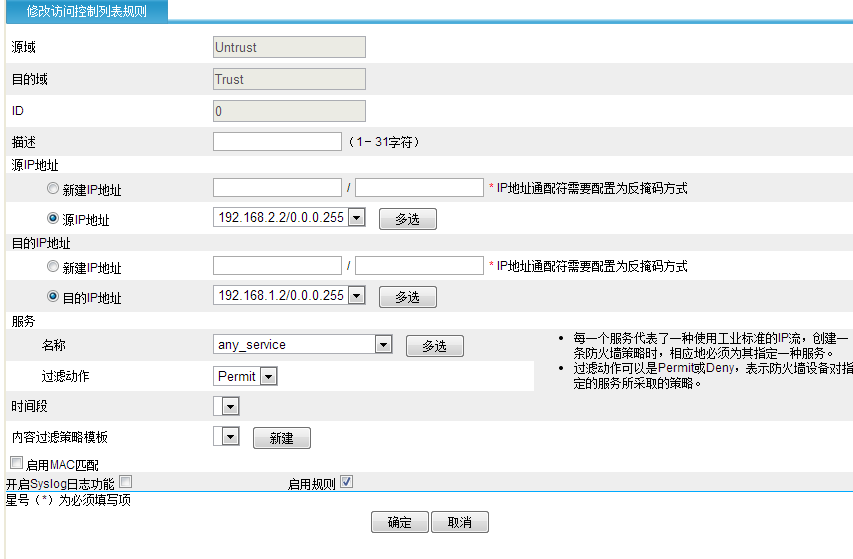 修改访问控制列表规则
源域 Untrust
目的域 Trust
ID 0
描述 （1－31字符）
源IP地址
新建IP地址 / * IP地址通配符需要配置为反掩码方式
源IP地址 192.168.2.2/0.0.0.255 多选
目的IP地址
新建IP地址 / * IP地址通配符需要配置为反掩码方式
目的IP地址 192.168.1.2/0.0.0.255 多选
服务
名称 any_service 多选
• 每一个服务代表了一种使用工业标准的IP流，创建一
条防火墙策略时，相应地必须为其指定一种服务。
过滤动作 Permit
• 过滤动作可以是Permit或Deny，表示防火墙设备对指
定的服务所采取的策略。
时间段
内容过滤策略模板 新建
启用MAC匹配
开启Syslog日志功能 启用规则
星号（*）为必须填写项
确定 取消